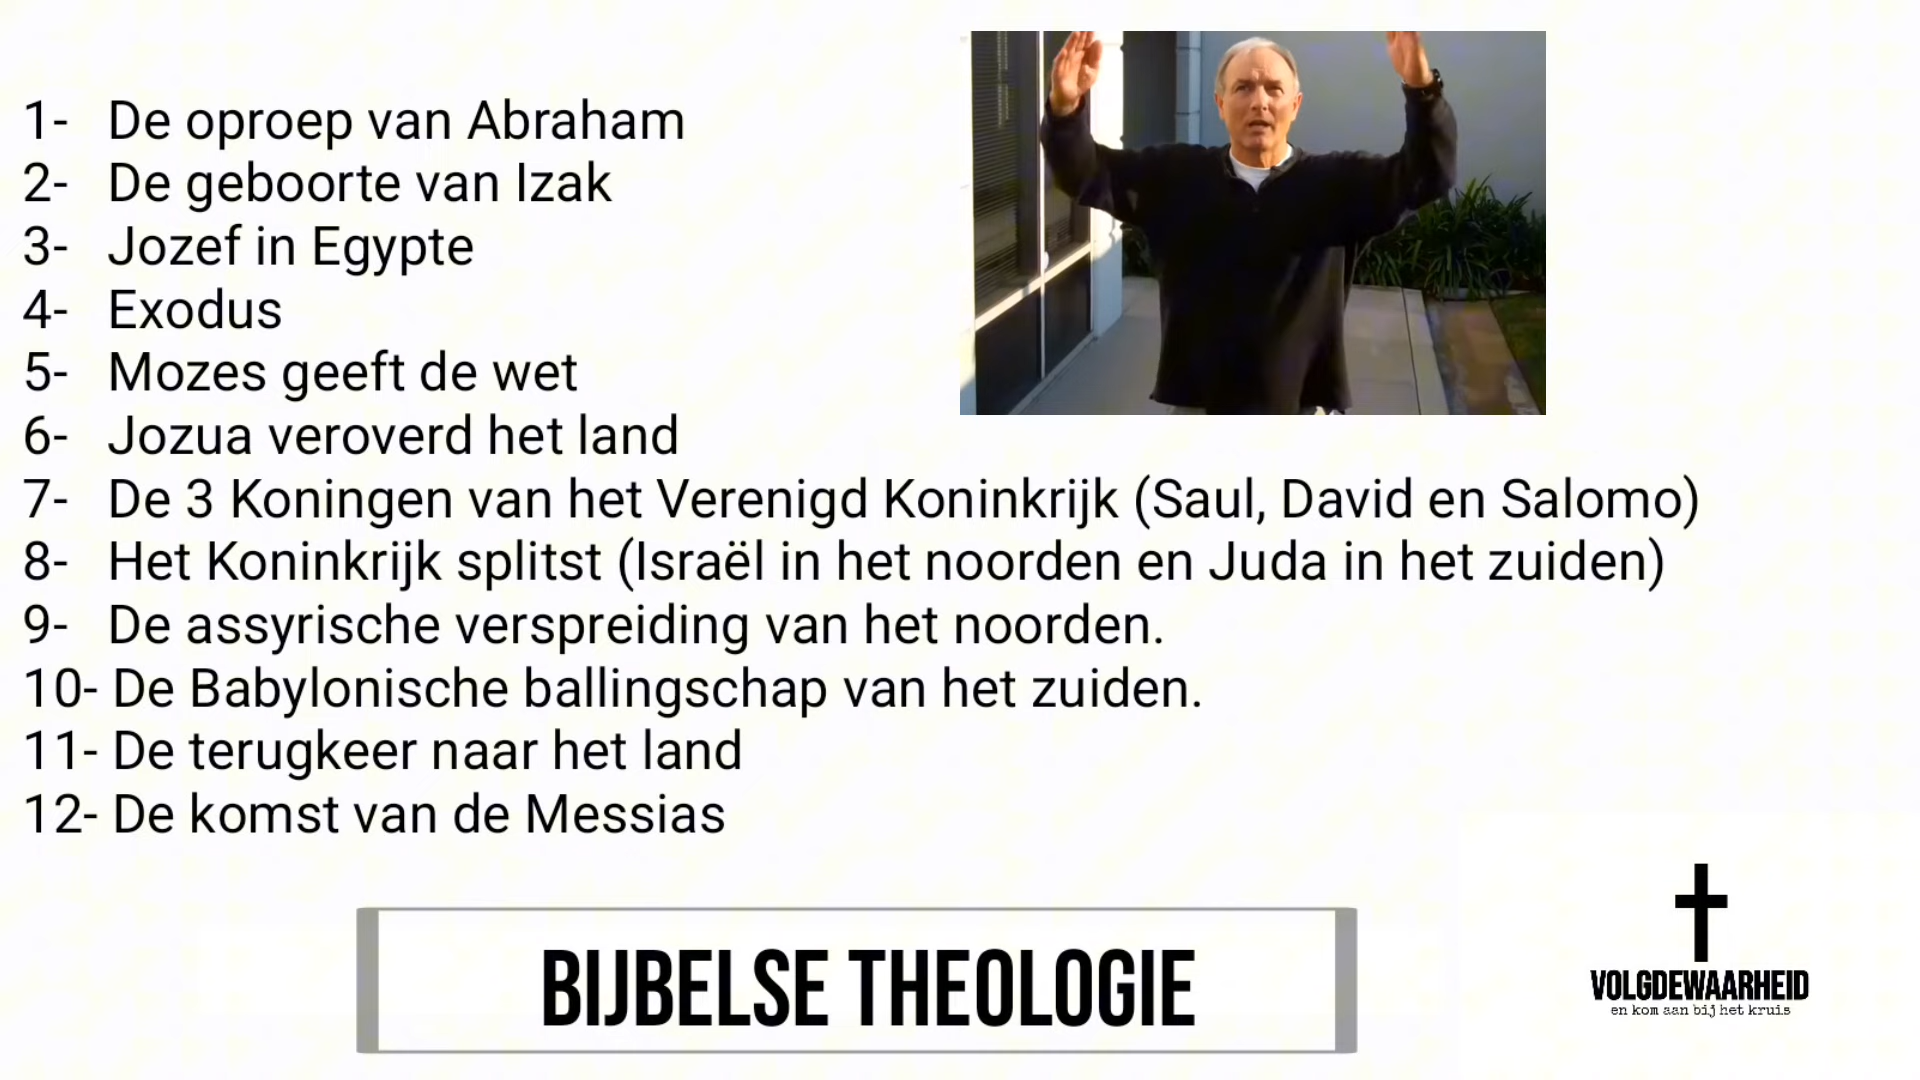 1- De oproep van Abraham
2- De geboorte van Izak
3- Jozef in Egypte
4- Exodus
5- Mozes geeft de wet
6- Jozua veroverd het land
7- De 3 Koningen van het Verenigd Koninkrijk (Saul, David en Salomo)
8- Het Koninkrijk splitst (Israël in het noorden en Juda in het zuiden)
9- De assyrische verspreiding van het noorden.
10- De Babylonische ballingschap van het zuiden.
11- De terugkeer naar het land
12- De komst van de Messias
BIJBELSE THEOLOGIE
VOLGDEWAARHEID
en kom aan bij het kruis